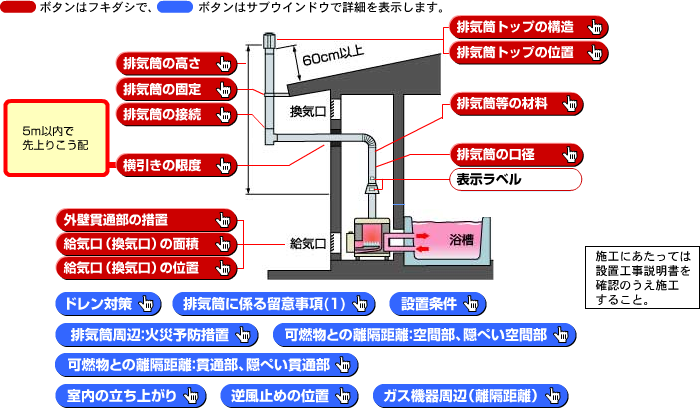 ボタンはフキダシで、 ボタンはサブウインドウで詳細を表示します。
排気筒トップの構造
排気筒トップの位置
60cm以上
排気筒の高さ
排気筒の固定
排気筒の接続
換気口
排気筒等の材料
5m以内で
先上りこう配
横引きの限度
排気筒の口径
表示ラベル
外壁貫通部の措置
給気口(換気口)の面積
給気口(換気口)の位置
給気口
浴槽
施工にあたっては
設置工事説明書を
確認のうえ施工
すること。
ドレン対策
排気筒に係る留意事項(1)
設置条件
排気筒周辺:火災予防措置
可燃物との離隔距離:空間部、隠ぺい空間部
可燃物との離隔距離:貫通部、隠ぺい貫通部
室内の立ち上がり
逆風止めの位置
ガス機器周辺(離隔距離)